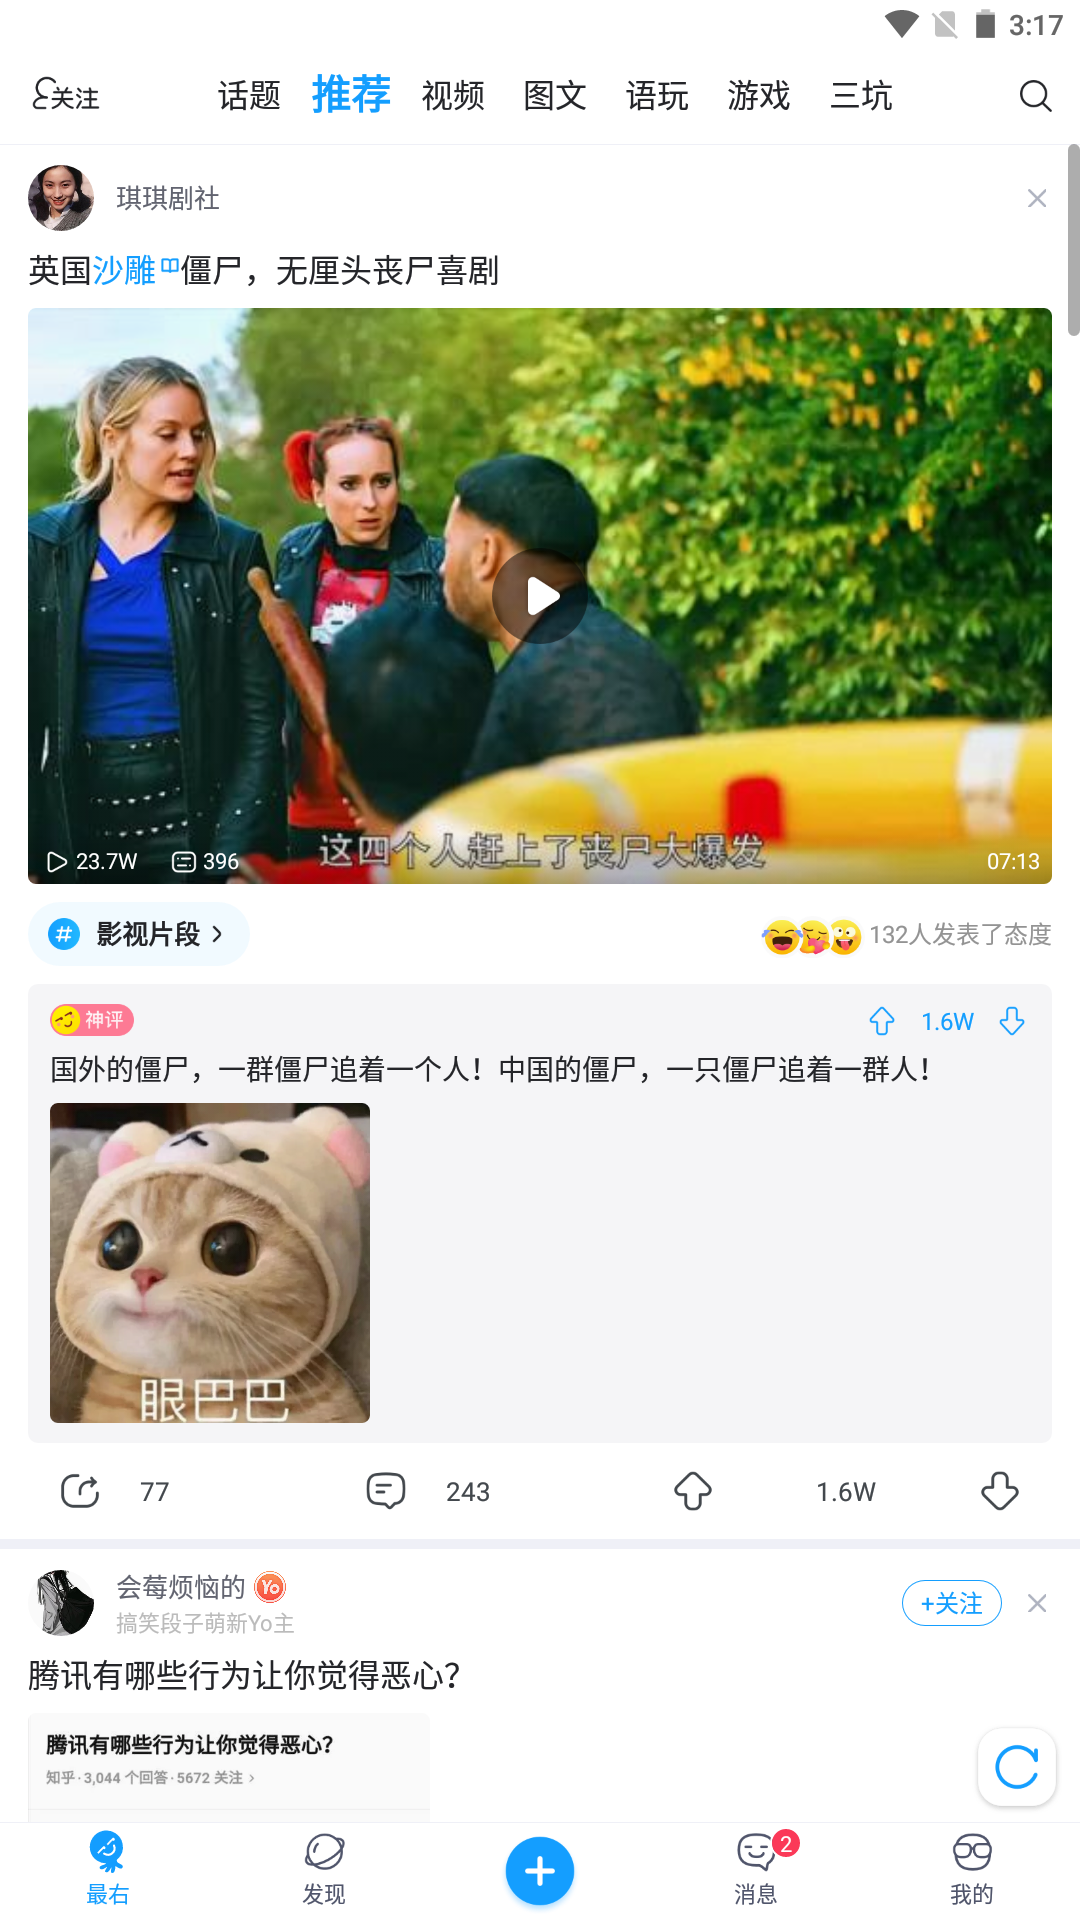 3:17
关注 话题 推荐 视频 图文 语玩 游戏 三坑
琪琪剧社
英国沙雕僵尸，无厘头丧尸喜剧
这四个人赶上了丧尸大爆发
23.7W 396 07:13
# 影视片段
132人发表了态度
神评 1.6W
国外的僵尸，一群僵尸追着一个人！中国的僵尸，一只僵尸追着一群人！
眼巴巴
77 243 1.6W
会莓烦恼的 Yo
搞笑段子萌新Yo主
+关注
腾讯有哪些行为让你觉得恶心？
腾讯有哪些行为让你觉得恶心？
知乎·3,044 个回答·5672 关注
最右 发现 消息 2 我的